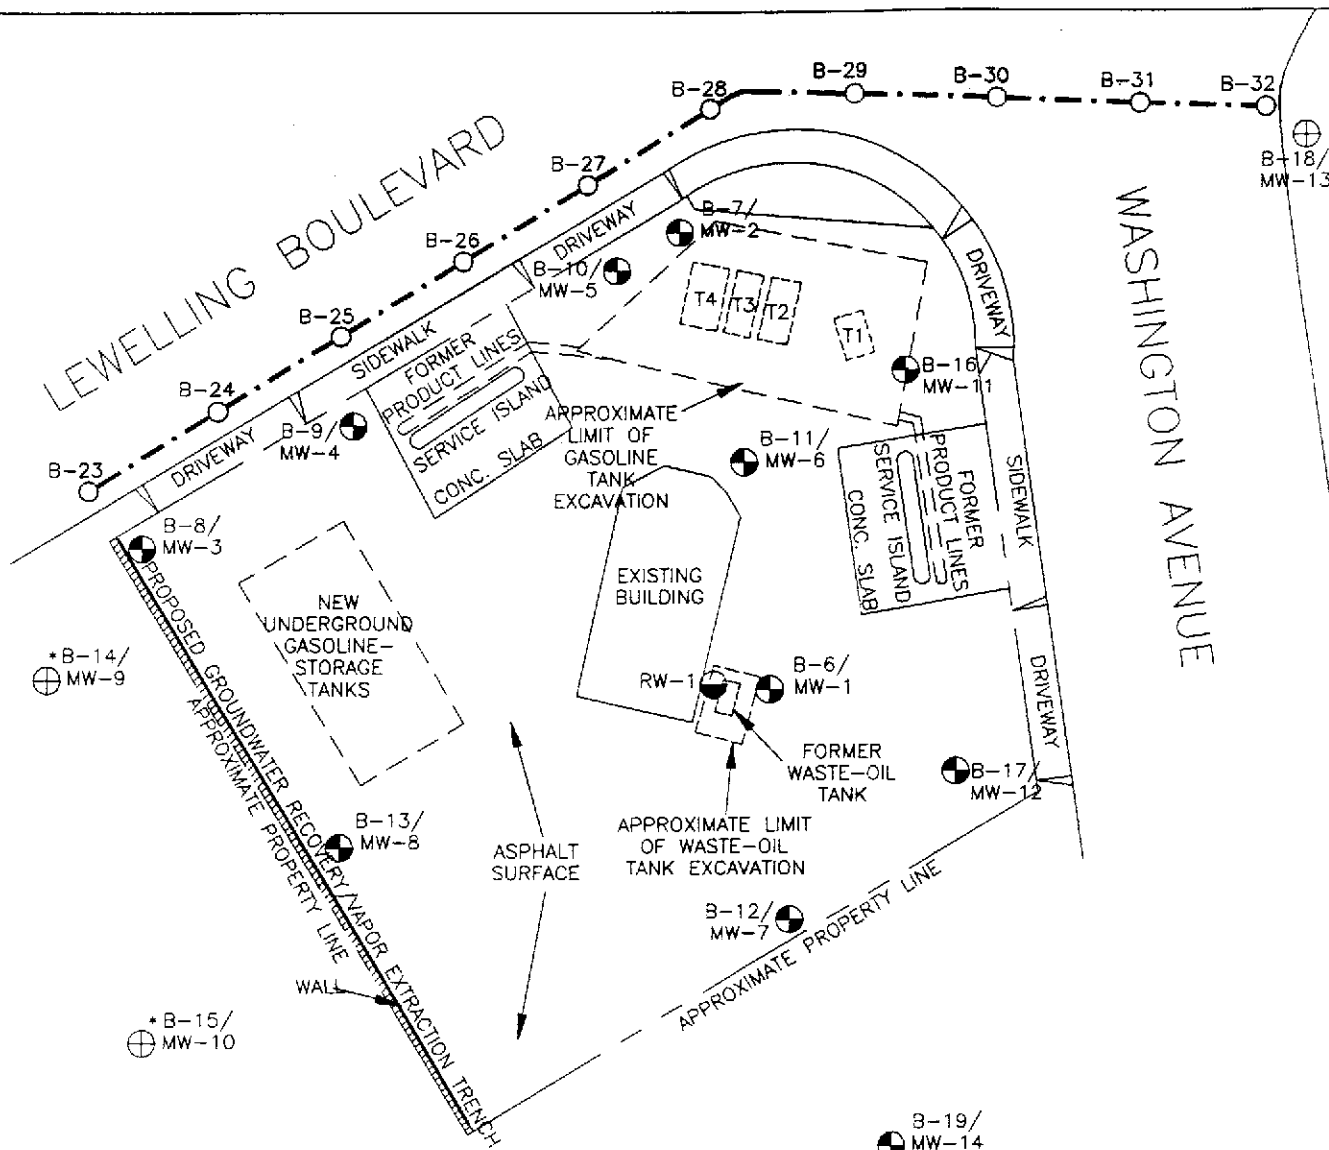 B-28
B-29
B-30
B-31
B-32
B-18/
MW-13
LEWELLING BOULEVARD
B-27
B-26
B-25
B-24
B-23
DRIVEWAY
B-7/
MW-2
B-10/
MW-5
SIDEWALK
DRIVEWAY
T4
T3
T2
T1
DRIVEWAY
WASHINGTON AVENUE
FORMER
PRODUCT LINES
SERVICE ISLAND
CONC. SLAB
B-16
MW-11
B-9/
MW-4
APPROXIMATE
LIMIT OF
GASOLINE
TANK
EXCAVATION
B-11/
MW-6
FORMER
PRODUCT LINES
SERVICE ISLAND
CONC. SLAB
SIDEWALK
B-8/
MW-3
EXISTING
BUILDING
NEW
UNDERGROUND
GASOLINE-
STORAGE
TANKS
*B-14/
MW-9
RW-1
B-6/
MW-1
DRIVEWAY
FORMER
WASTE-OIL
TANK
B-17/
MW-12
PROPOSED GROUNDWATER RECOVERY/VAPOR EXTRACTION TRENCH
APPROXIMATE PROPERTY LINE
B-13/
MW-8
ASPHALT
SURFACE
APPROXIMATE LIMIT
OF WASTE-OIL
TANK EXCAVATION
B-12/
MW-7
APPROXIMATE PROPERTY LINE
WALL
*B-15/
MW-10
B-19/
MW-14